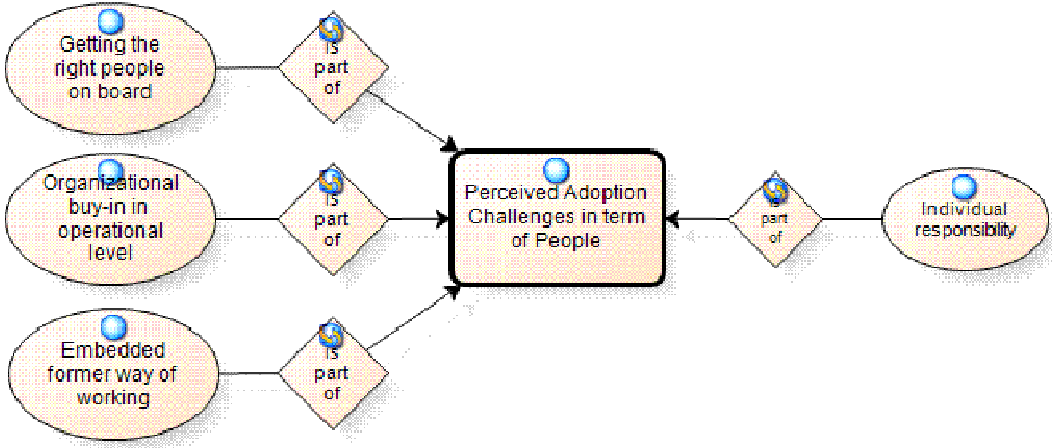 Getting the
right people
on board
is
part
of
Organizational
buy-in in
operational
level
is
part
of
Embedded
former way of
working
is
part
of
Perceived Adoption
Challenges in term
of People
is
part
of
Individual
responsibility